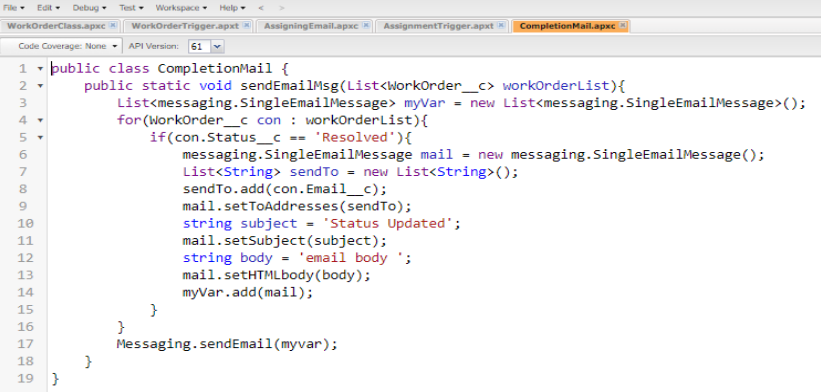 File Edit Debug Test Workspace Help < >
WorkOrderClass.apxc WorkOrderTrigger.apxt AssigningEmail.apxc AssignmentTrigger.apxt CompletionMail.apxc
Code Coverage: None API Version: 61
1 public class CompletionMail {
2 public static void sendEmailMsg(List<WorkOrder__c> workOrderList){
3 List<messaging.SingleEmailMessage> myVar = new List<messaging.SingleEmailMessage>();
4 for(WorkOrder__c con : workOrderList){
5 if(con.Status__c == 'Resolved'){
6 messaging.SingleEmailMessage mail = new messaging.SingleEmailMessage();
7 List<String> sendTo = new List<String>();
8 sendTo.add(con.Email__c);
9 mail.setToAddresses(sendTo);
10 string subject = 'Status Updated';
11 mail.setSubject(subject);
12 string body = 'email body ';
13 mail.setHTMLbody(body);
14 myVar.add(mail);
15 }
16 }
17 Messaging.sendEmail(myvar);
18 }
19 }